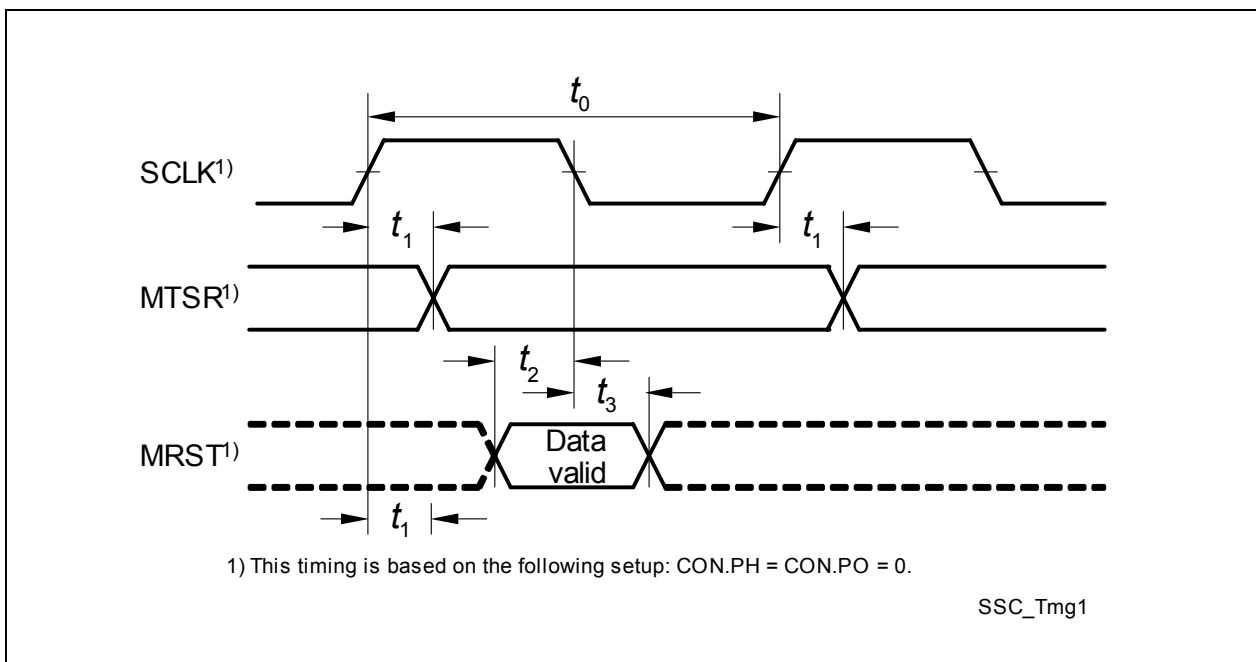 t₀
SCLK¹⁾
t₁ t₁
MTSR¹⁾
t₂
t₃
MRST¹⁾
Data
valid
t₁
1) This timing is based on the following setup: CON.PH = CON.PO = 0.
SSC_Tmg1